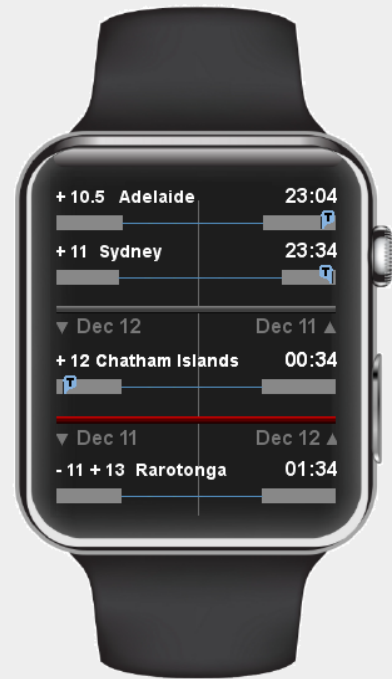 + 10.5 Adelaide 23:04
T
+ 11 Sydney 23:34
T
▼ Dec 12 Dec 11 ▲
+ 12 Chatham Islands 00:34
T
▼ Dec 11 Dec 12 ▲
- 11 + 13 Rarotonga 01:34